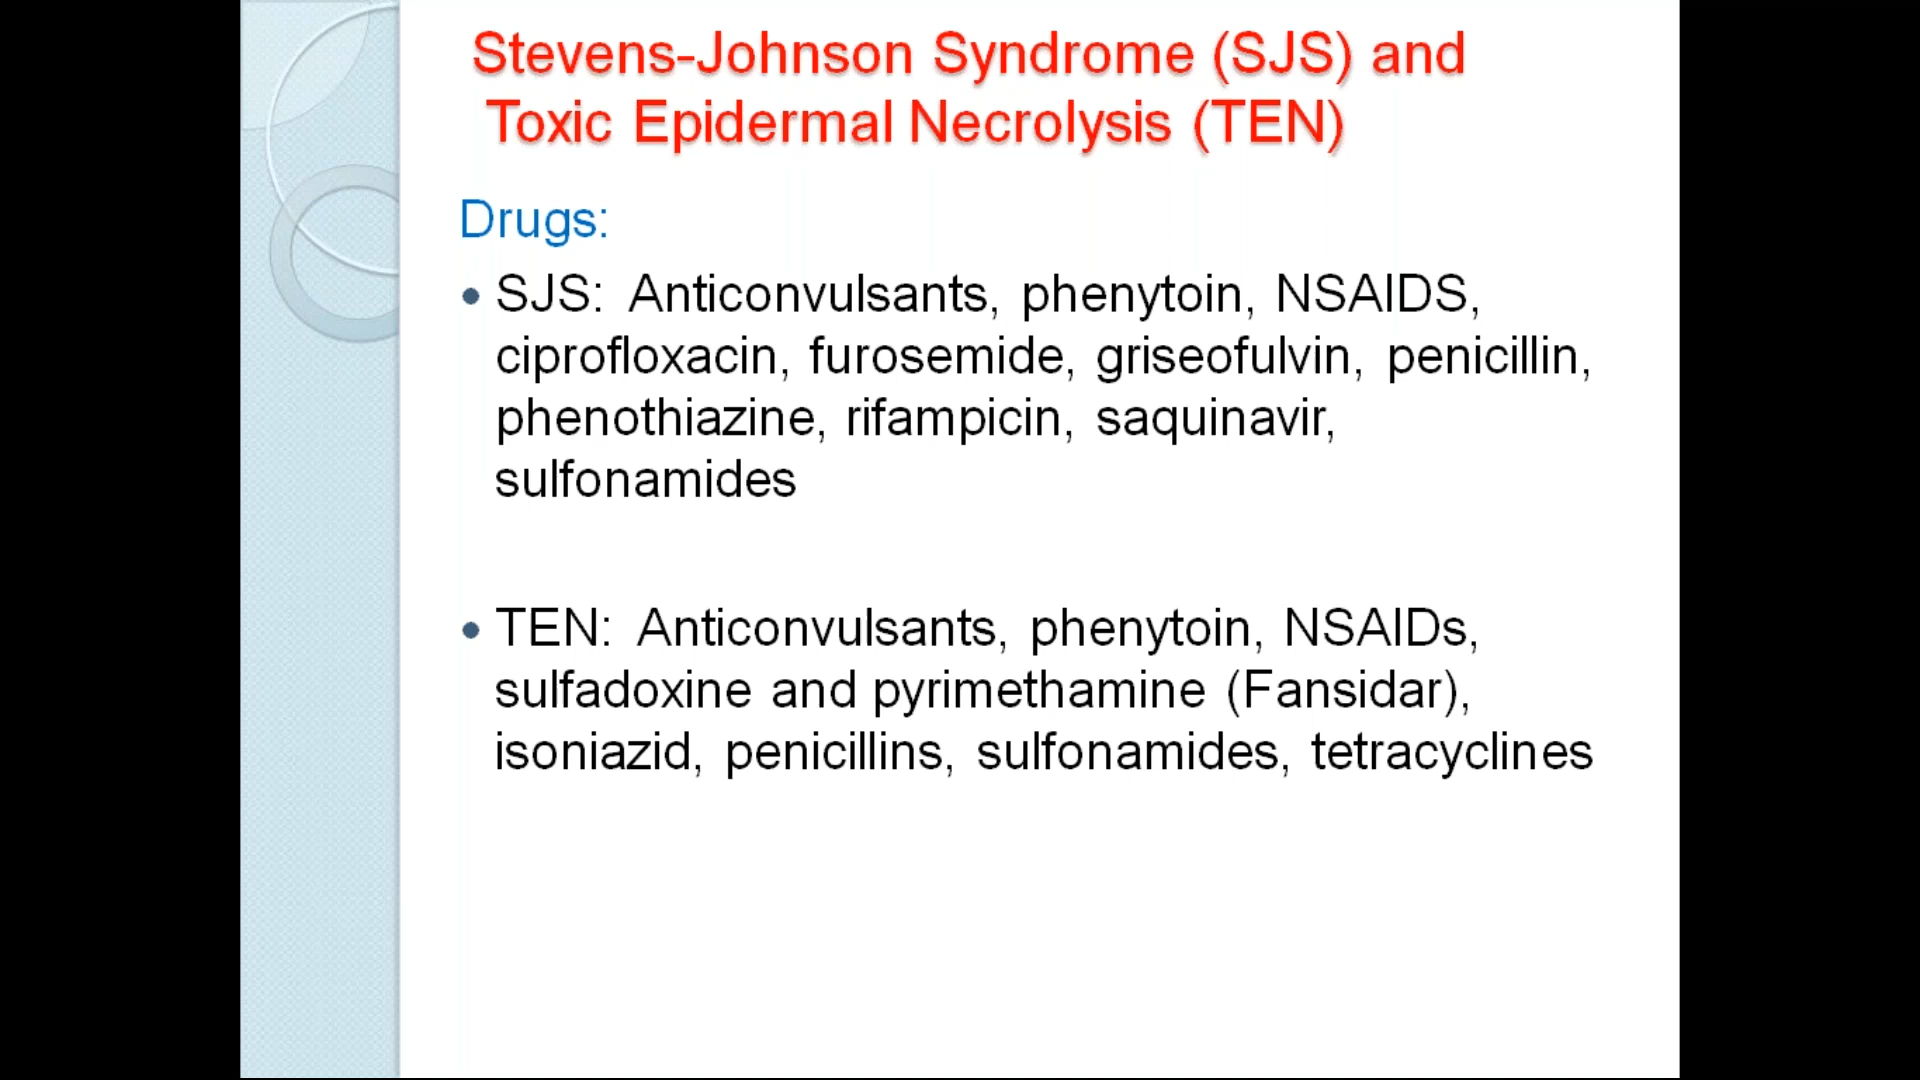 Stevens-Johnson Syndrome (SJS) and
Toxic Epidermal Necrolysis (TEN)
Drugs:
• SJS: Anticonvulsants, phenytoin, NSAIDS,
ciprofloxacin, furosemide, griseofulvin, penicillin,
phenothiazine, rifampicin, saquinavir,
sulfonamides
• TEN: Anticonvulsants, phenytoin, NSAIDs,
sulfadoxine and pyrimethamine (Fansidar),
isoniazid, penicillins, sulfonamides, tetracyclines